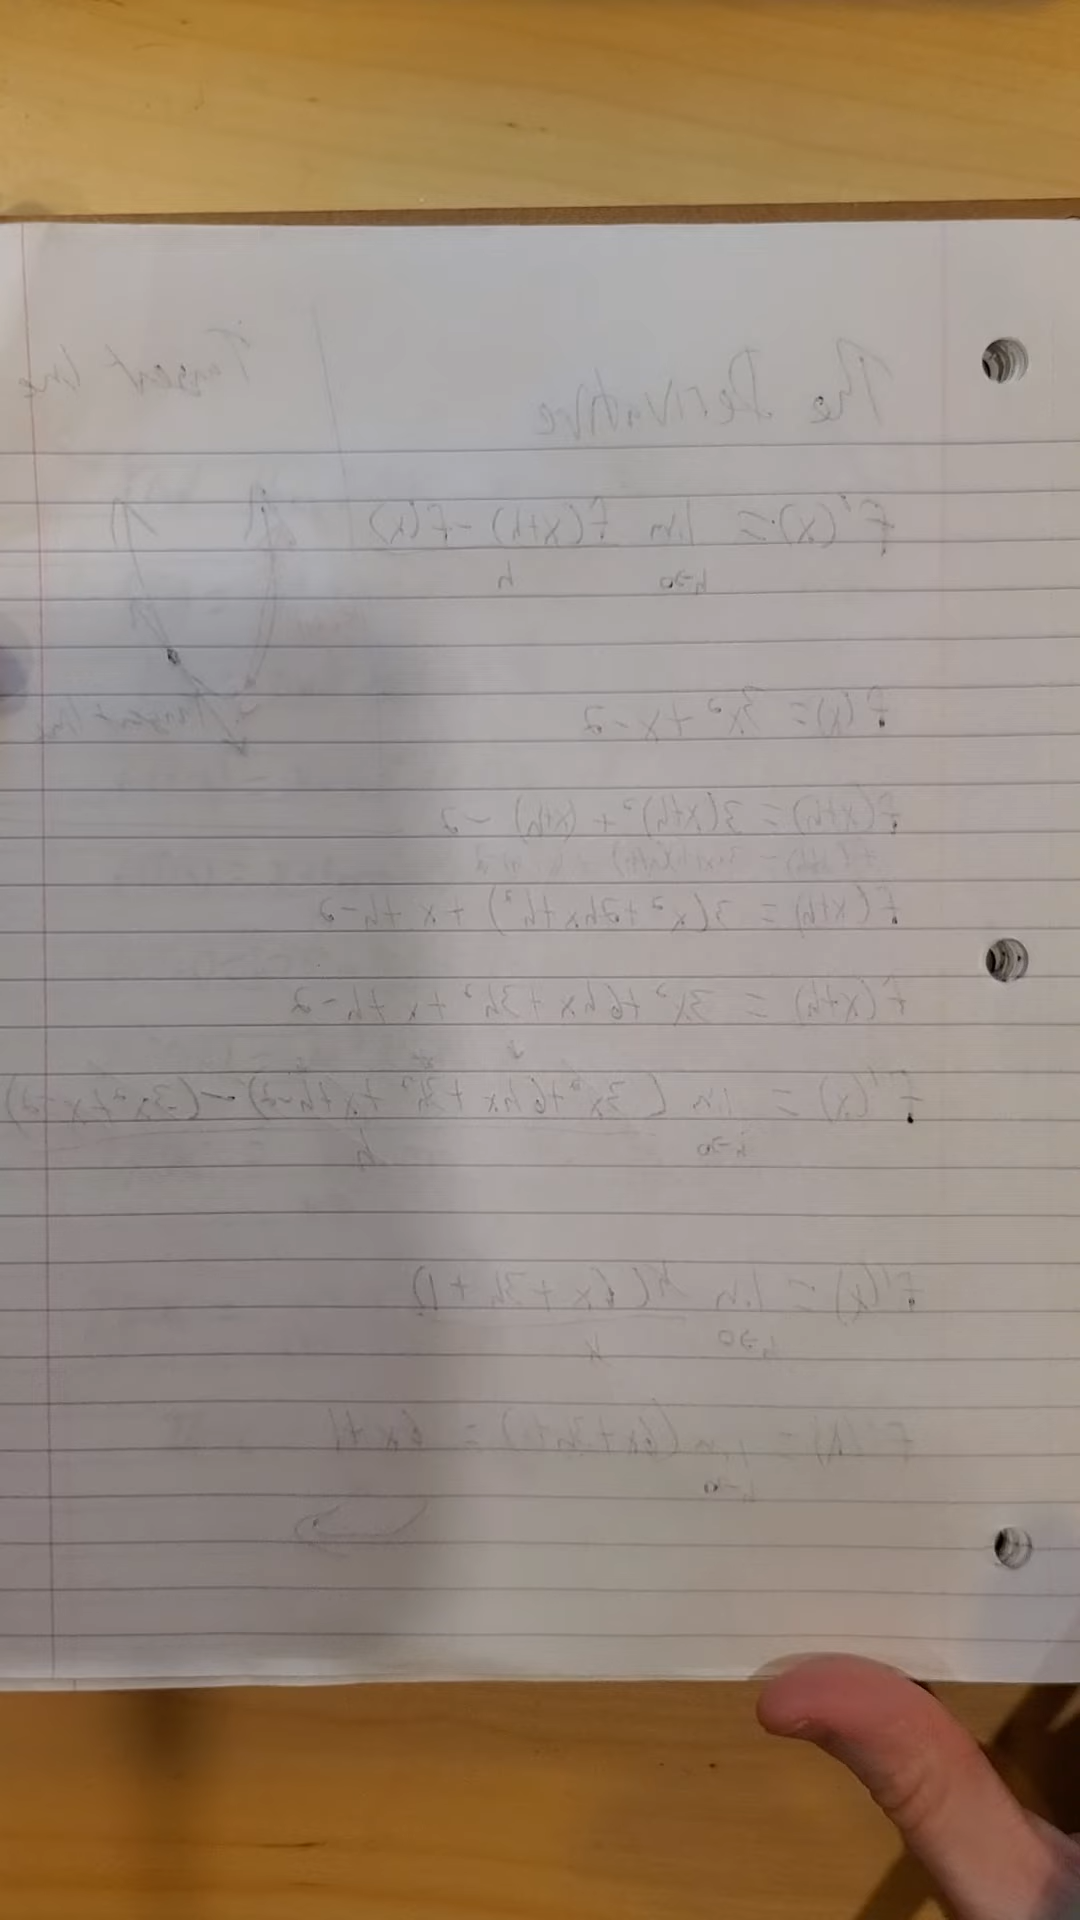 The Derivative
Tangent line
f'(x) = lim h→0 f(x+h) - f(x) / h
f(x) = 3x² + x - 2
tangent line
f(x+h) = 3(x+h)² + (x+h) - 2
f(x+h) = 3(x² + 2hx + h²) + x + h - 2
f(x+h) = 3x² + 6hx + 3h² + x + h - 2
f'(x) = lim h→0 (3x² + 6hx + 3h² + x + h - 2) - (3x² + x - 2) / h
f'(x) = lim h→0 h(6x + 3h + 1) / h
f'(x) = lim h→0 (6x + 3h + 1) = 6x + 1